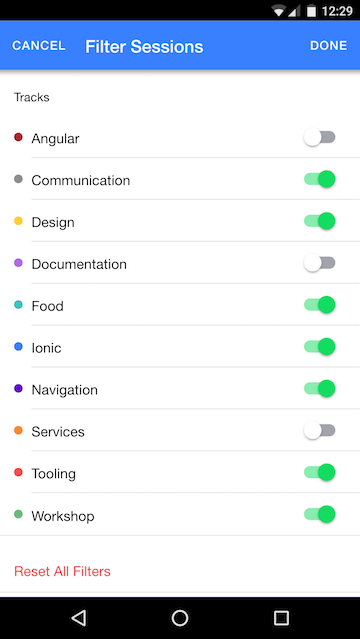 12:29
CANCEL Filter Sessions DONE
Tracks
Angular
Communication
Design
Documentation
Food
Ionic
Navigation
Services
Tooling
Workshop
Reset All Filters